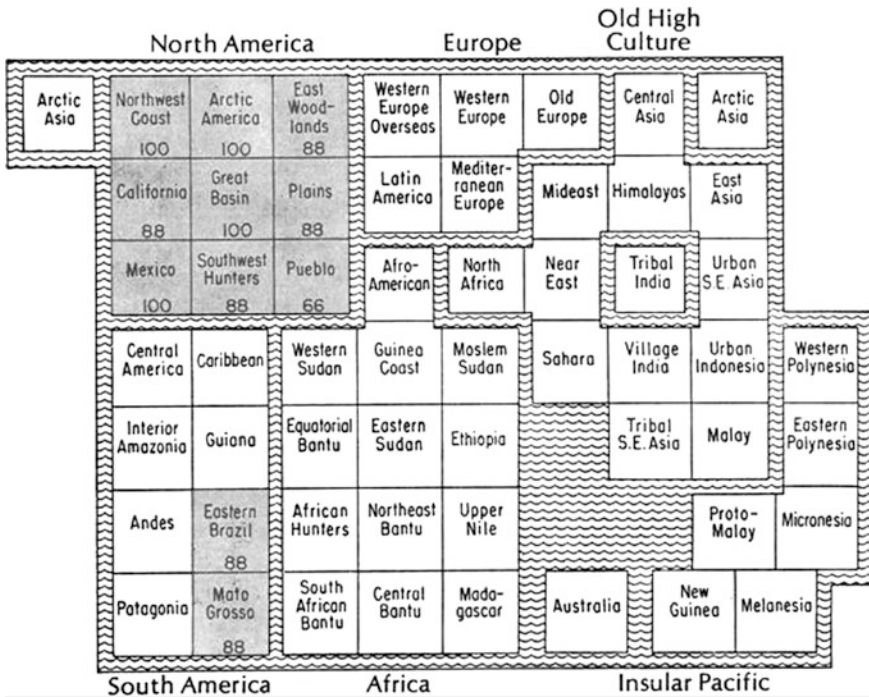 North America
Europe
Old High
Culture
Arctic
Asia
Northwest
Coast
100
Arctic
America
100
East
Wood-
lands
88
Western
Europe
Overseas
Western
Europe
Old
Europe
Central
Asia
Arctic
Asia
California
88
Great
Basin
100
Plains
88
Latin
America
Mediter-
ranean
Europe
Mideast
Himalayas
East
Asia
Mexico
100
Southwest
Hunters
88
Pueblo
66
Afro-
American
North
Africa
Near
East
Tribal
India
Urban
S.E. Asia
Central
America
Caribbean
Western
Sudan
Guinea
Coast
Moslem
Sudan
Sahara
Village
India
Urban
Indonesia
Western
Polynesia
Interior
Amazonia
Guiana
Equatorial
Bantu
Eastern
Sudan
Ethiopia
Tribal
S.E. Asia
Malay
Eastern
Polynesia
Andes
Eastern
Brazil
88
African
Hunters
Northeast
Bantu
Upper
Nile
Proto-
Malay
Micronesia
Patagonia
Mato
Grosso
88
South
African
Bantu
Central
Bantu
Mada-
gascar
Australia
New
Guinea
Melanesia
South America
Africa
Insular Pacific